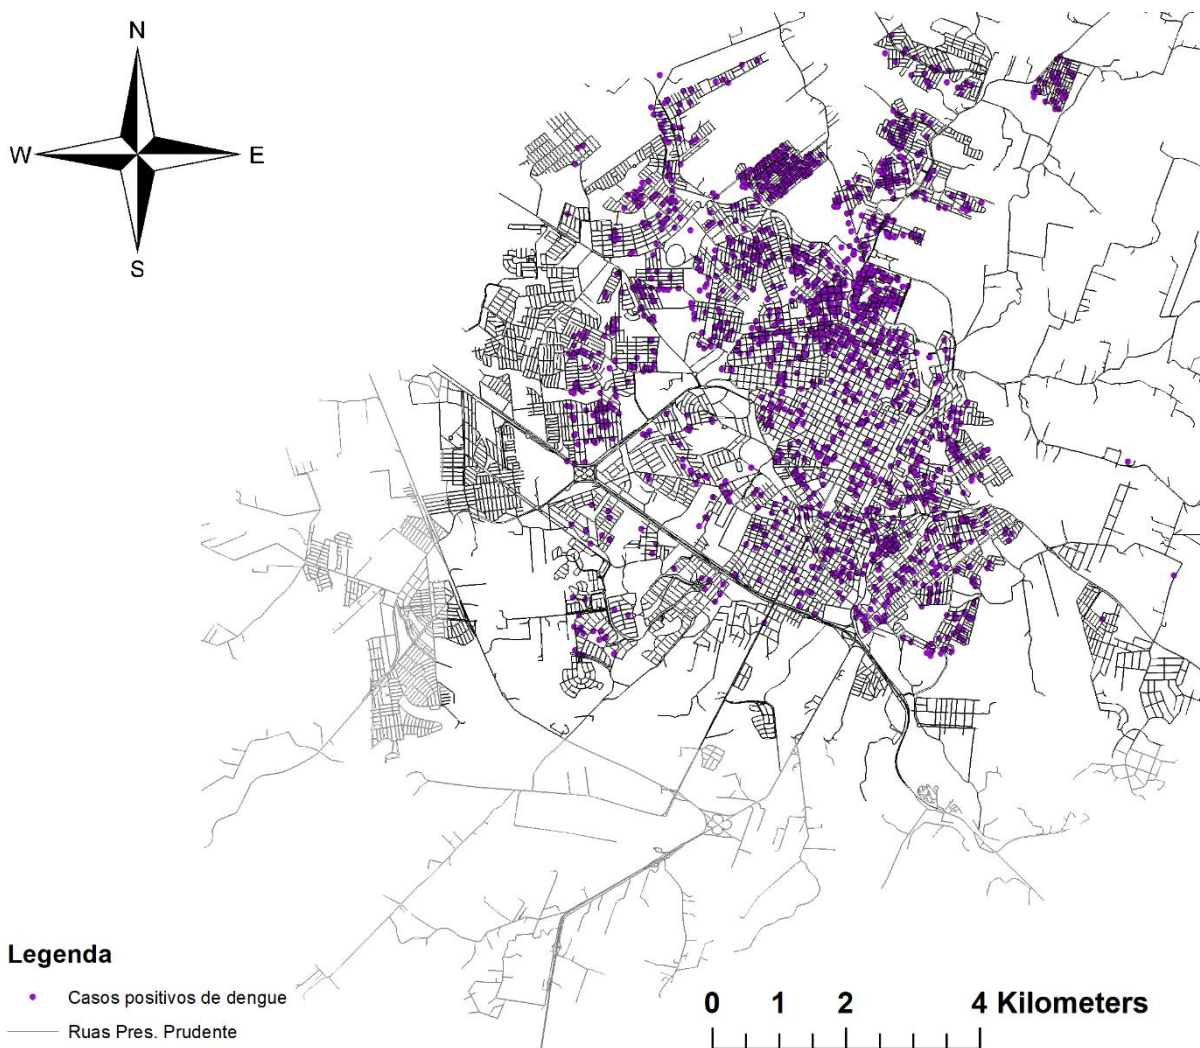 N
W E
S
Legenda
Casos positivos de dengue
Ruas Pres. Prudente
0 1 2 4 Kilometers